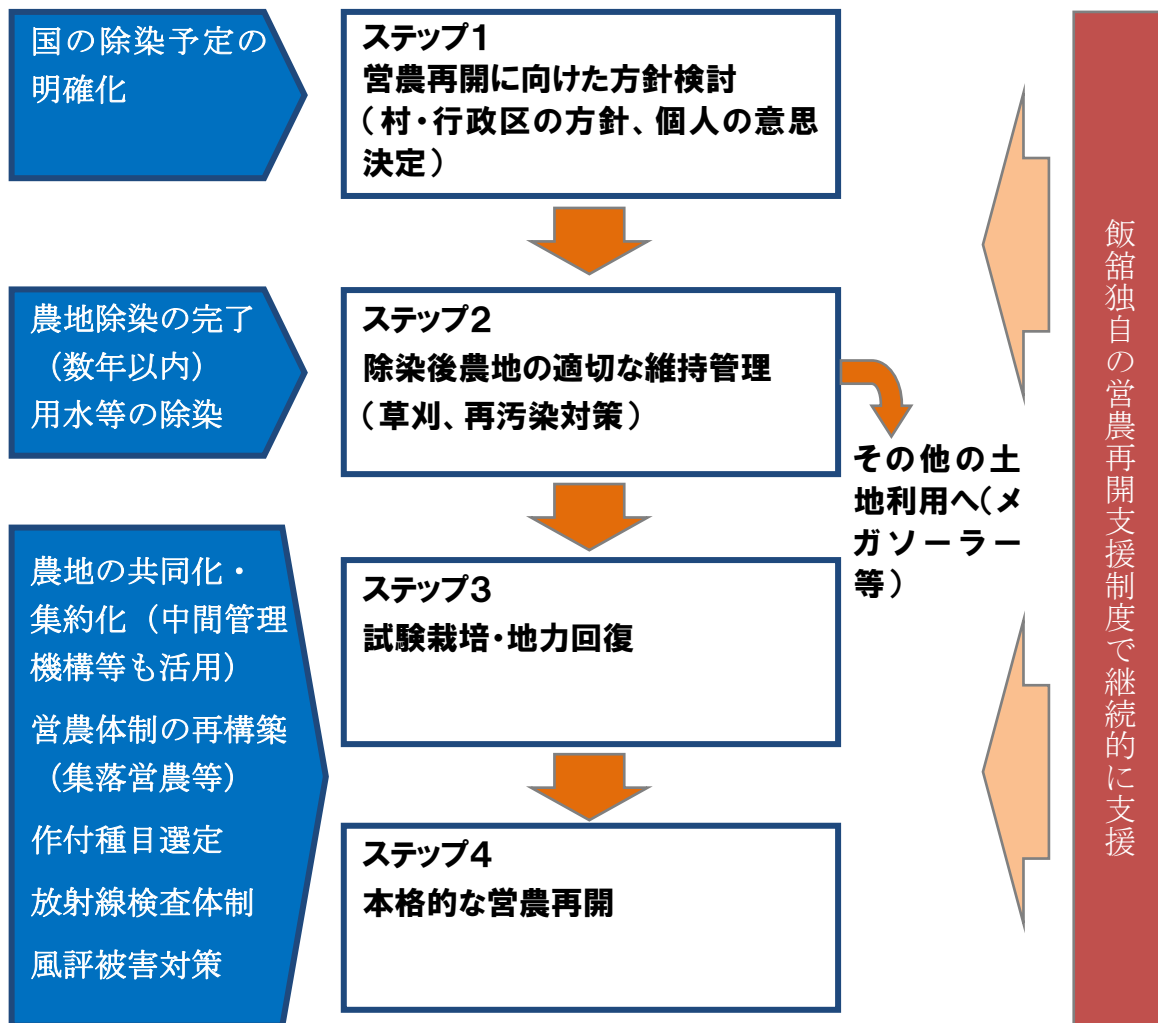 国の除染予定の
明確化
ステップ1
営農再開に向けた方針検討
(村・行政区の方針、個人の意思
決定)
農地除染の完了
(数年以内)
用水等の除染
ステップ2
除染後農地の適切な維持管理
(草刈、再汚染対策)
その他の土
地利用へ(メ
ガソーラー
等)
農地の共同化・
集約化(中間管理
機構等も活用)
営農体制の再構築
(集落営農等)
作付種目選定
放射線検査体制
風評被害対策
ステップ3
試験栽培・地力回復
ステップ4
本格的な営農再開
飯舘独自の営農再開支援制度で継続的に支援